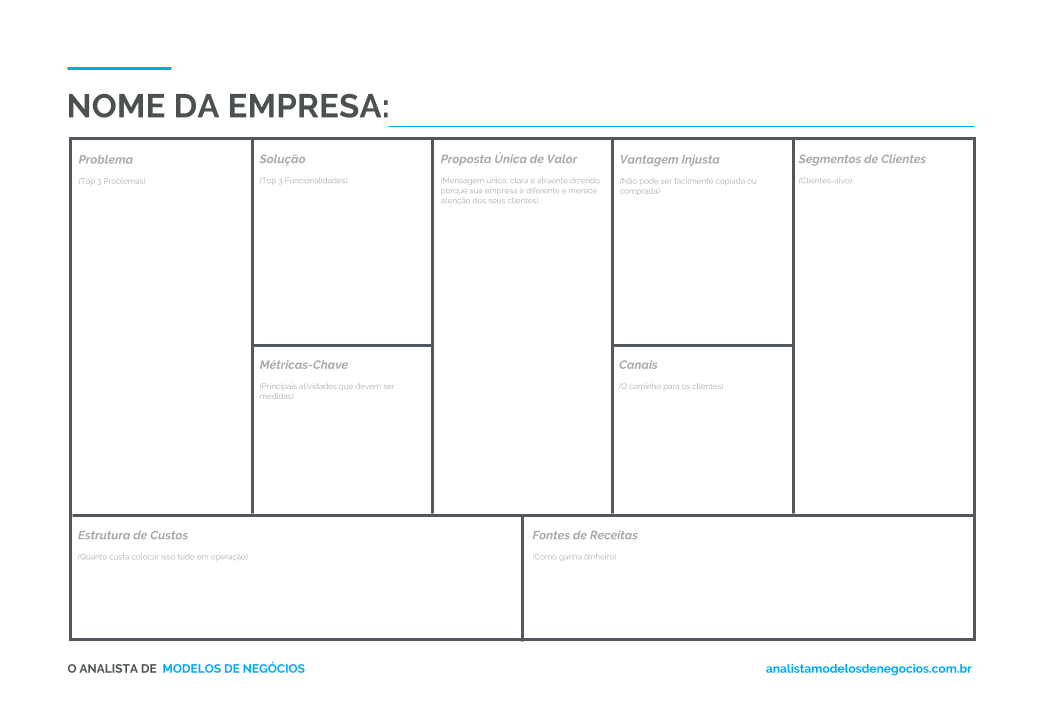 NOME DA EMPRESA:
Problema
(Top 3 Problemas)
Solução
(Top 3 Funcionalidades)
Métricas-Chave
(Principais atividades que devem ser
medidas)
Proposta Única de Valor
(Mensagem única, clara e atraente dizendo
porque sua empresa é diferente e merece
atenção dos seus clientes)
Vantagem Injusta
(Não pode ser facilmente copiada ou
comprada)
Canais
(O caminho para os clientes)
Segmentos de Clientes
(Clientes-alvo)
Estrutura de Custos
(Quanto custa colocar isso tudo em operação)
Fontes de Receitas
(Como ganha dinheiro)
O ANALISTA DE MODELOS DE NEGÓCIOS
analistamodelosdenegocios.com.br